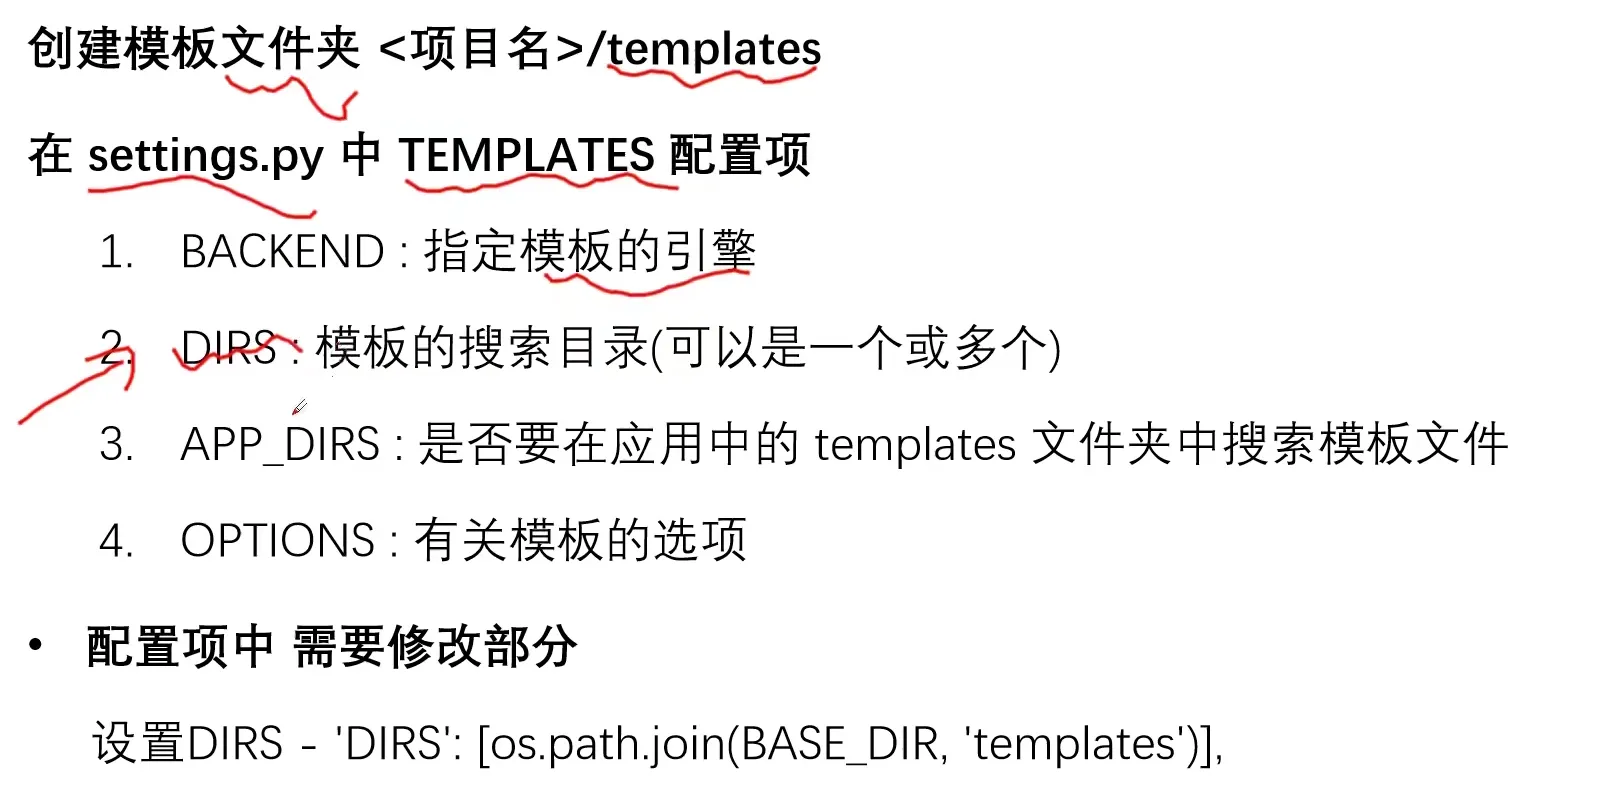 创建模板文件夹 <项目名>/templates
在 settings.py 中 TEMPLATES 配置项
1. BACKEND : 指定模板的引擎
2. DIRS : 模板的搜索目录(可以是一个或多个)
3. APP_DIRS : 是否要在应用中的 templates 文件夹中搜索模板文件
4. OPTIONS : 有关模板的选项
• 配置项中 需要修改部分
设置DIRS - 'DIRS': [os.path.join(BASE_DIR, 'templates')],